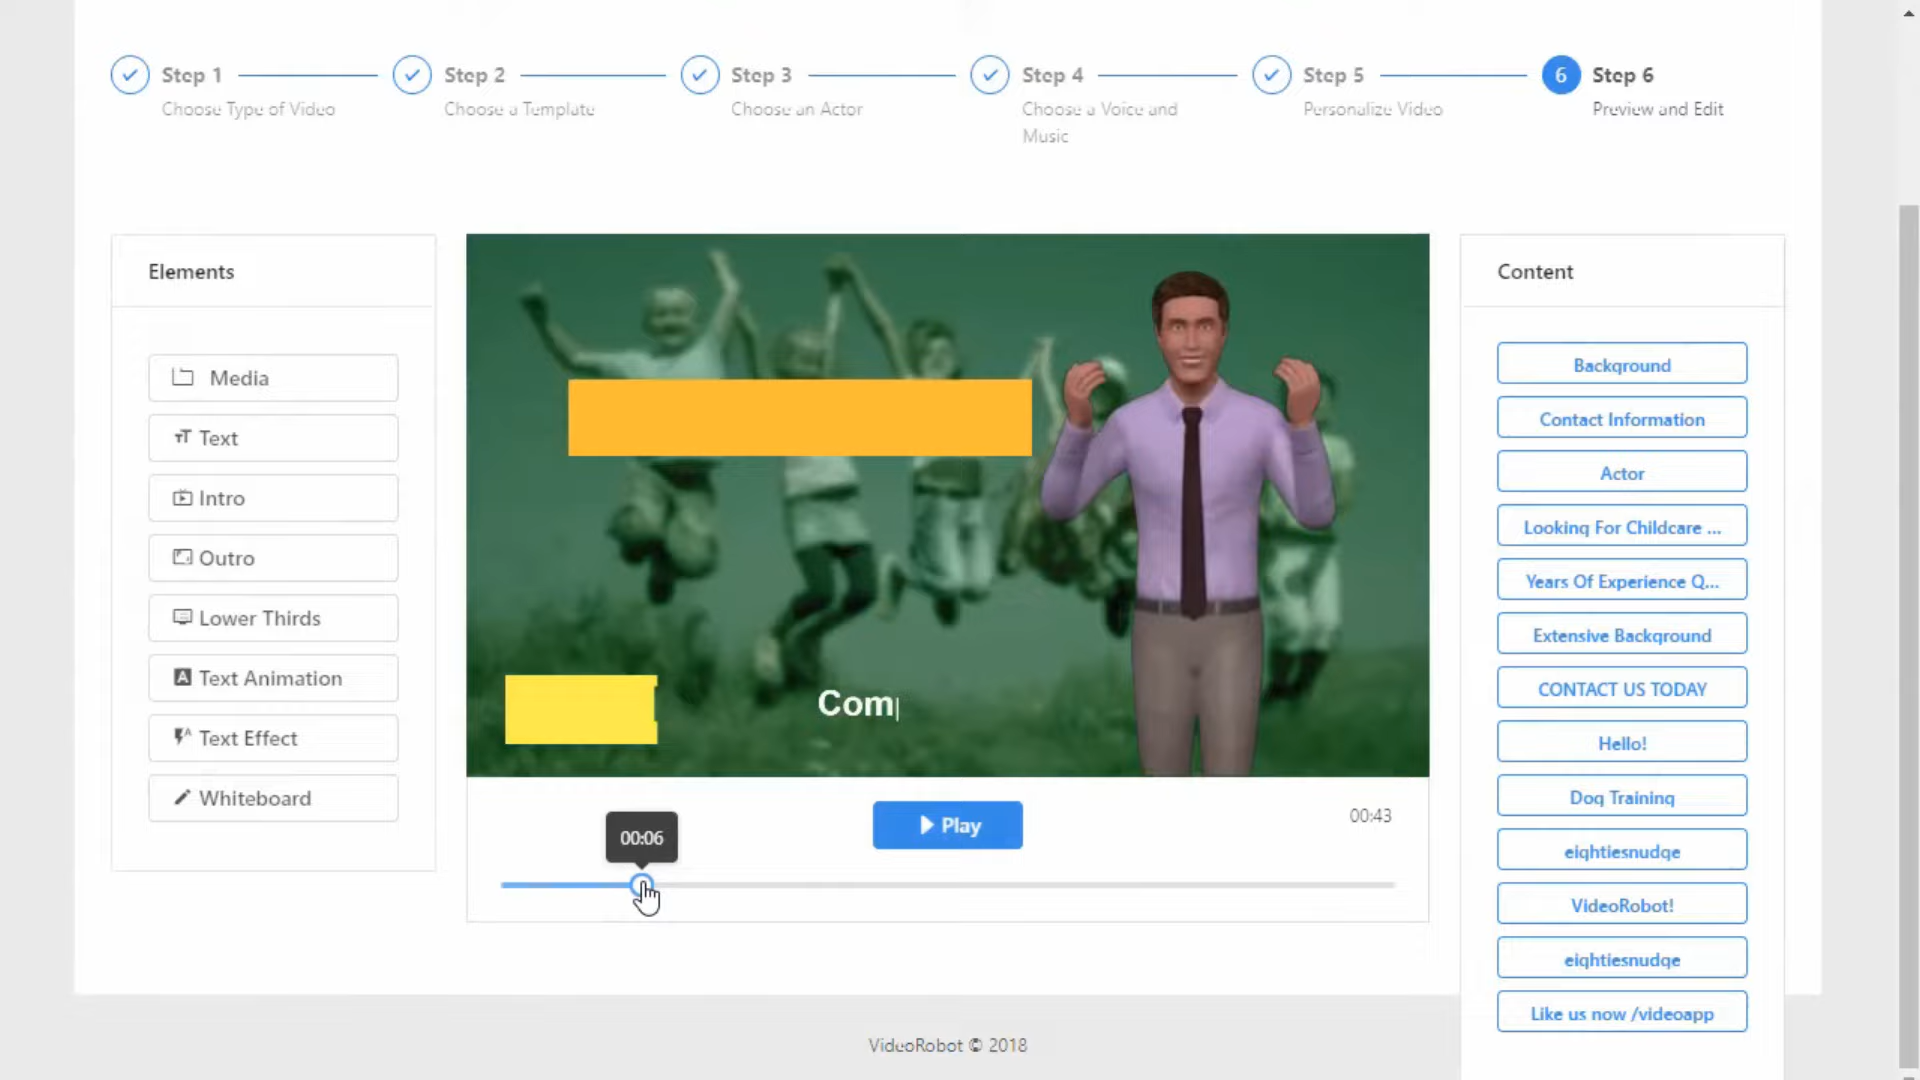 Step 1
Choose Type of Video
Step 2
Choose a Template
Step 3
Choose an Actor
Step 4
Choose a Voice and
Music
Step 5
Personalize Video
6
Step 6
Preview and Edit
Elements
Media
Text
Intro
Outro
Lower Thirds
Text Animation
Text Effect
Whiteboard
Com
00:06
Play
00:43
Content
Background
Contact Information
Actor
Looking For Childcare ...
Years Of Experience Q...
Extensive Background
CONTACT US TODAY
Hello!
Dog Training
eightiesnudge
VideoRobot!
eightiesnudge
Like us now /videoapp
VideoRobot © 2018